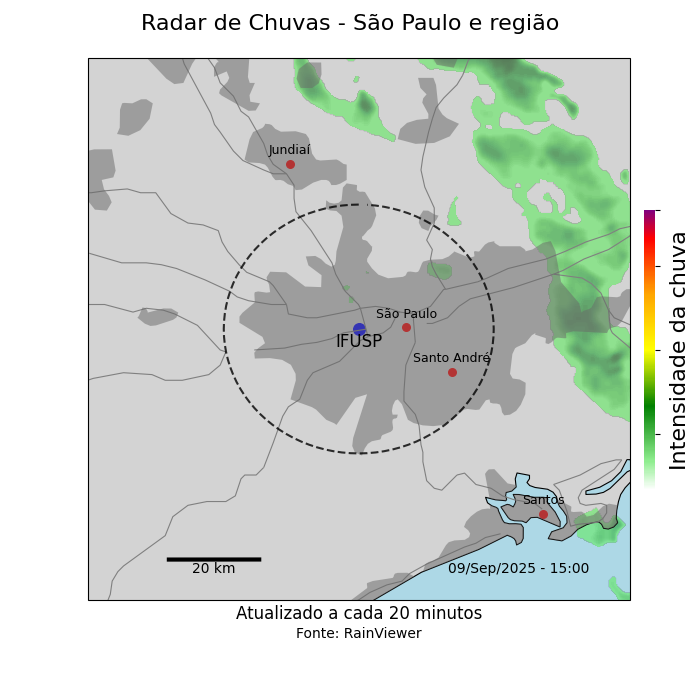 Radar de Chuvas - São Paulo e região
Jundiaí
São Paulo
IFUSP
Santo André
Intensidade da chuva
Santos
20 km
09/Sep/2025 - 15:00
Atualizado a cada 20 minutos
Fonte: RainViewer